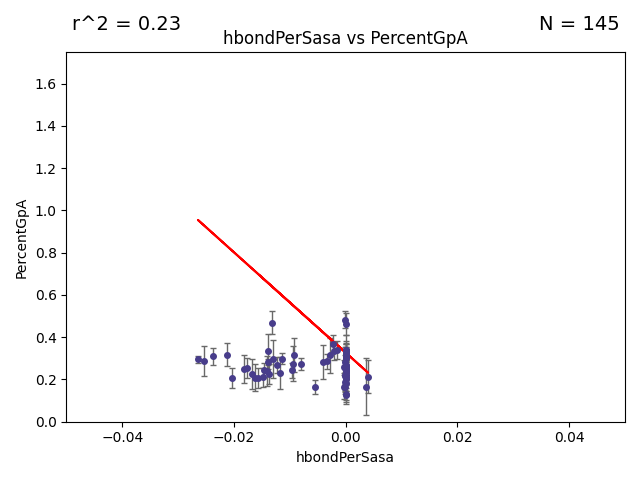 r^2 = 0.23
N = 145
hbondPerSasa vs PercentGpA
1.6
1.4
1.2
1.0
0.8
0.6
0.4
0.2
0.0
PercentGpA
−0.04
−0.02
0.00
0.02
0.04
hbondPerSasa